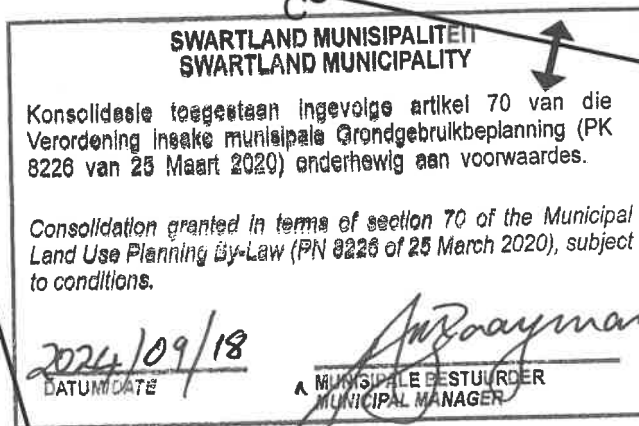 SWARTLAND MUNISIPALITEIT
SWARTLAND MUNICIPALITY
Konsolidasie toegestaan ingevolge artikel 70 van die
Verordening insake munisipale Grondgebruikbeplanning (PK
8226 van 25 Maart 2020) onderhewig aan voorwaardes.
Consolidation granted in terms of section 70 of the Municipal
Land Use Planning By-Law (PN 8226 of 25 March 2020), subject
to conditions.
2024/09/18
DATUM/DATE
MUNISIPALE BESTUURDER
MUNICIPAL MANAGER